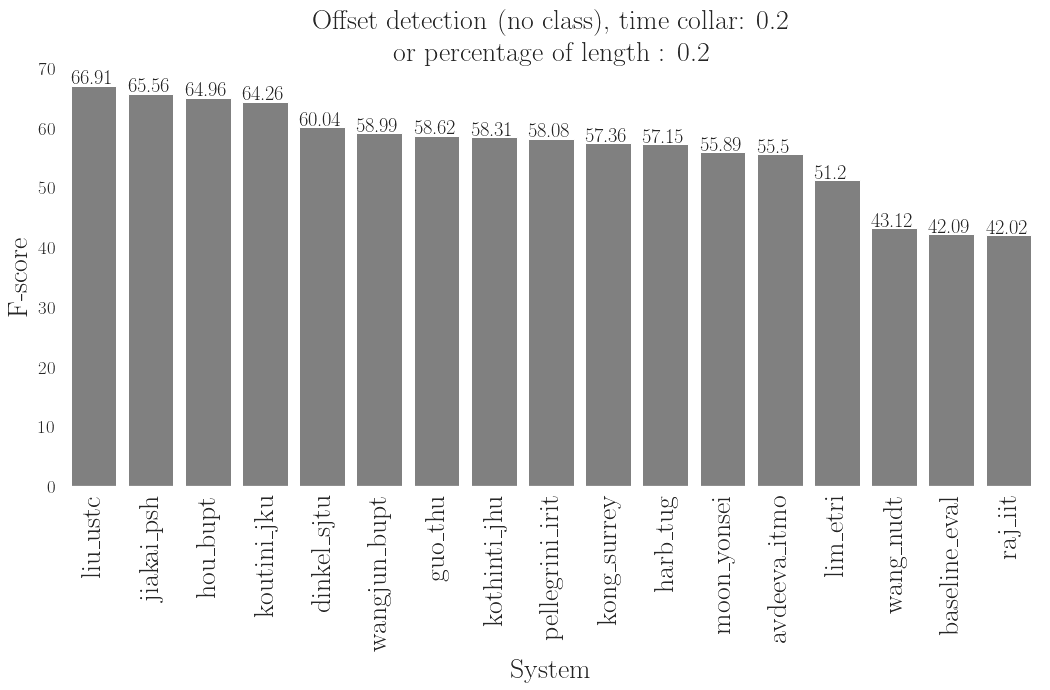 Offset detection (no class), time collar: 0.2
or percentage of length : 0.2
F-score
70
60
50
40
30
20
10
0
66.91
65.56
64.96
64.26
60.04
58.99
58.62
58.31
58.08
57.36
57.15
55.89
55.5
51.2
43.12
42.09
42.02
liu_ustc
jiakai_psh
hou_bupt
koutini_jku
dinkel_sjtu
wangjun_bupt
guo_thu
kothinti_jhu
pellegrini_irit
kong_surrey
harb_tug
moon_yonsei
avdeeva_itmo
lim_etri
wang_nudt
baseline_eval
raj_iit
System